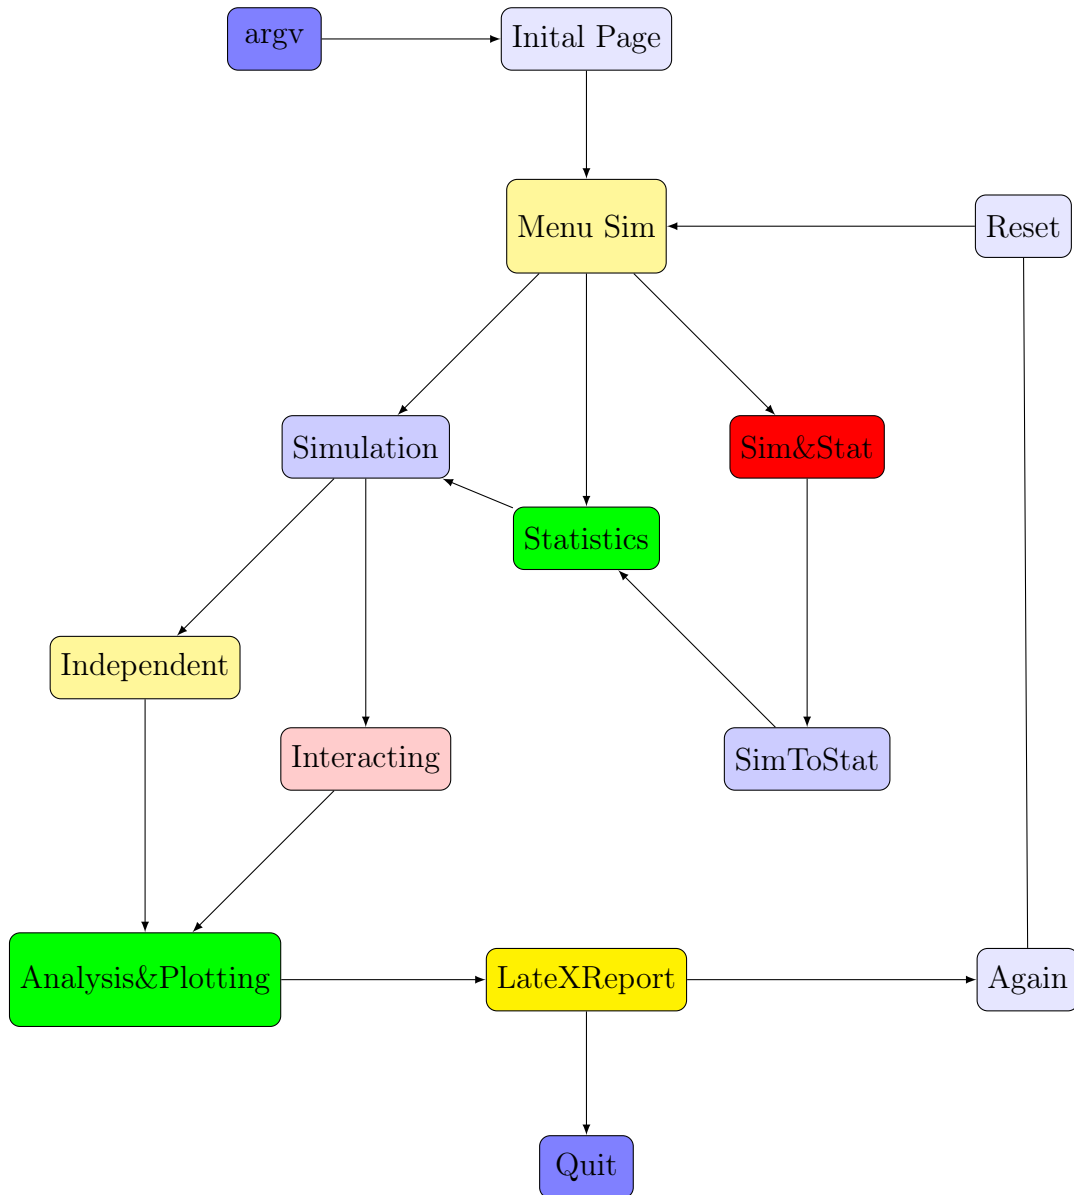 argv
Inital Page
Menu Sim
Reset
Simulation
Sim&Stat
Statistics
Independent
Interacting
SimToStat
Analysis&Plotting
LateXReport
Again
Quit